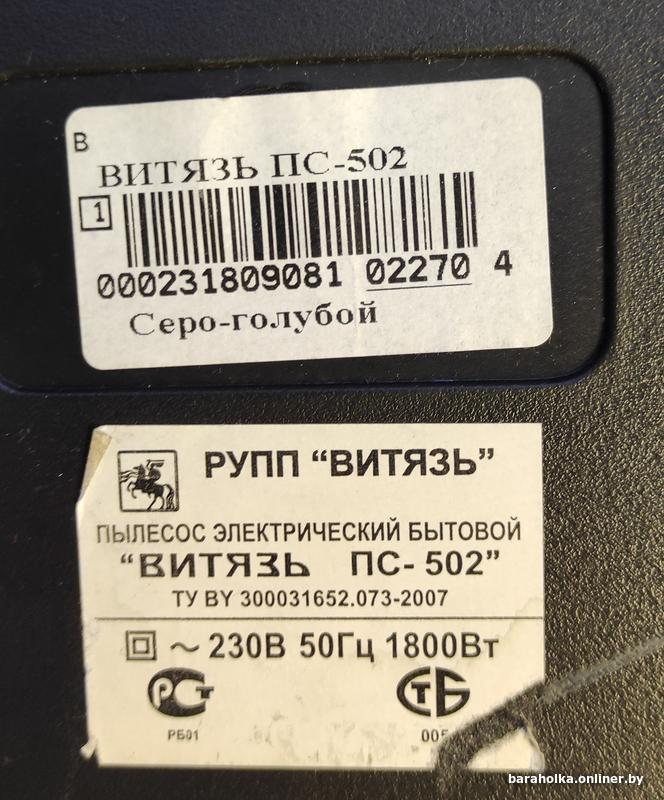 В
ВИТЯЗЬ ПС-502
1
000231809081 02270 4
Серо-голубой
РУПП “ВИТЯЗЬ”
ПЫЛЕСОС ЭЛЕКТРИЧЕСКИЙ БЫТОВОЙ
“ВИТЯЗЬ ПС- 502”
ТУ BY 300031652.073-2007
~ 230В 50Гц 1800Вт
РСТ СТБ
РБ01
baraholka.onliner.by